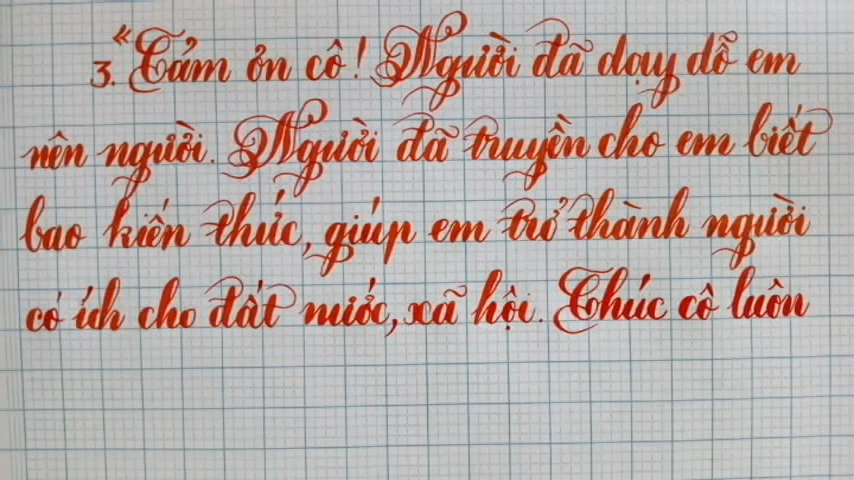 3. “Cảm ơn cô! Người đã dạy dỗ em
nên người. Người đã truyền cho em biết
bao kiến thức, giúp em trở thành người
có ích cho đất nước, xã hội. Chúc cô luôn